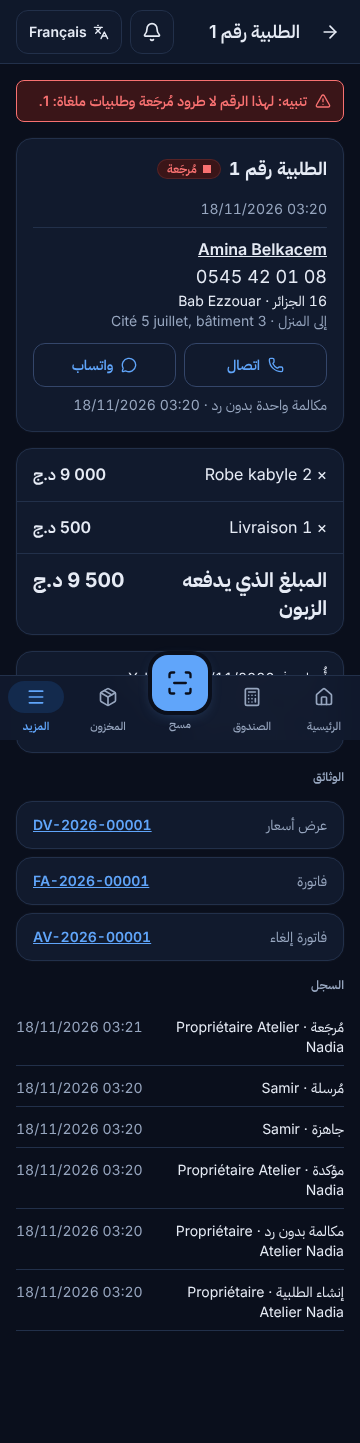 الطلبية رقم 1
Français
تنبيه: لهذا الرقم لا طرود مُرجَعة وطلبيات ملغاة: 1.
الطلبية رقم 1
مُرجَعة
18/11/2026 03:20
Amina Belkacem
0545 42 01 08
16 الجزائر · Bab Ezzouar
إلى المنزل · Cité 5 juillet, bâtiment 3
اتصال
واتساب
مكالمة واحدة بدون رد · 18/11/2026 03:20
Robe kabyle 2 ×
9 000 د.ج
Livraison 1 ×
500 د.ج
المبلغ الذي يدفعه
الزبون
9 500 د.ج
الرئيسية
الصندوق
مسح
المخزون
المزيد
الوثائق
عرض أسعار
DV-2026-00001
فاتورة
FA-2026-00001
فاتورة إلغاء
AV-2026-00001
السجل
مُرجَعة · Propriétaire Atelier
Nadia
18/11/2026 03:21
مُرسلة · Samir
18/11/2026 03:20
جاهزة · Samir
18/11/2026 03:20
مؤكدة · Propriétaire Atelier
Nadia
18/11/2026 03:20
مكالمة بدون رد · Propriétaire
Atelier Nadia
18/11/2026 03:20
إنشاء الطلبية · Propriétaire
Atelier Nadia
18/11/2026 03:20